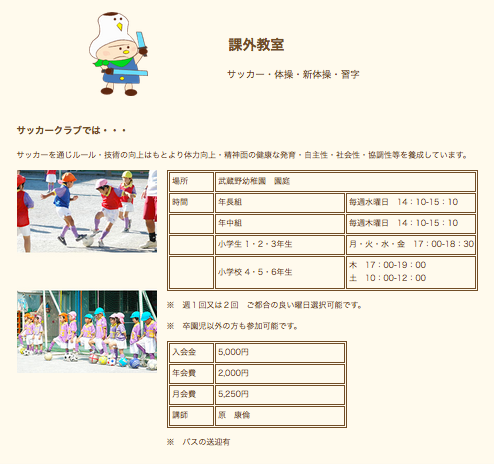 課外教室
サッカー・体操・新体操・習字
サッカークラブでは・・・
サッカーを通じルール・技術の向上はもとより体力向上・精神面の健康な発育・自主性・社会性・協調性等を養成しています。
場所 武蔵野幼稚園 園庭
時間 年長組 毎週水曜日 14:10-15:10
年中組 毎週木曜日 14:10-15:10
小学生 1・2・3年生 月・火・水・金 17:00-18:30
小学校 4・5・6年生 木 17:00-19:00
土 10:00-12:00
※ 週1回又は2回 ご都合の良い曜日選択可能です。
※ 卒園児以外の方も参加可能です。
入会金 5,000円
年会費 2,000円
月会費 5,250円
講師 原 康倫
※ バスの送迎有